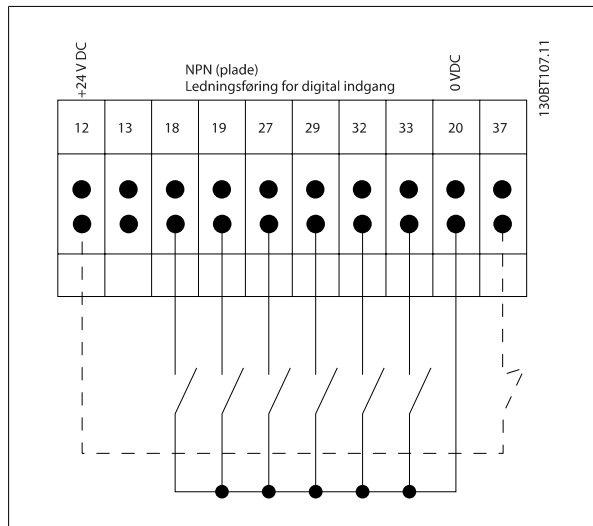 +24 V DC
NPN (plade)
Ledningsføring for digital indgang
0 VDC
130BT107.11
12 13 18 19 27 29 32 33 20 37